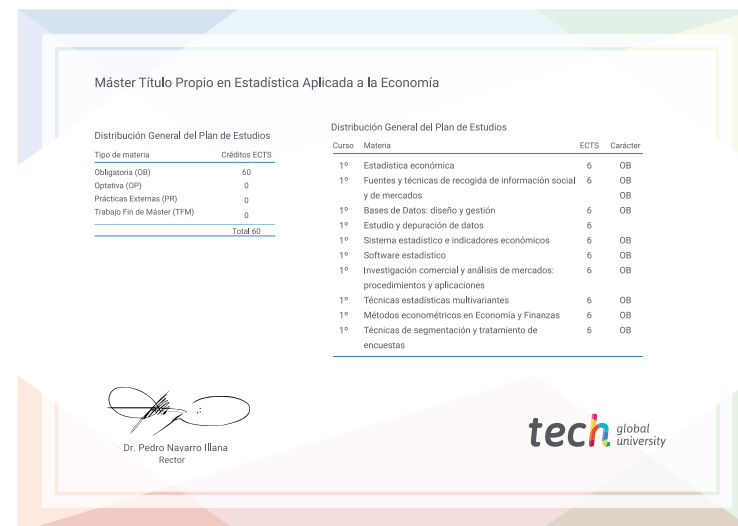 Máster Título Propio en Estadística Aplicada a la Economía
Distribución General del Plan de Estudios
Tipo de materia Créditos ECTS
Obligatoria (OB) 60
Optativa (OP) 0
Prácticas Externas (PR) 0
Trabajo Fin de Máster (TFM) 0
Total 60
Distribución General del Plan de Estudios
Curso Materia ECTS Carácter
1º Estadística económica 6 OB
1º Fuentes y técnicas de recogida de información social 6 OB
y de mercados OB
1º Bases de Datos: diseño y gestión 6 OB
1º Estudio y depuración de datos 6
1º Sistema estadístico e indicadores económicos 6 OB
1º Software estadístico 6 OB
1º Investigación comercial y análisis de mercados: 6 OB
procedimientos y aplicaciones
1º Técnicas estadísticas multivariantes 6 OB
1º Métodos econométricos en Economía y Finanzas 6 OB
1º Técnicas de segmentación y tratamiento de 6 OB
encuestas
Dr. Pedro Navarro Illana
Rector
tech global
university